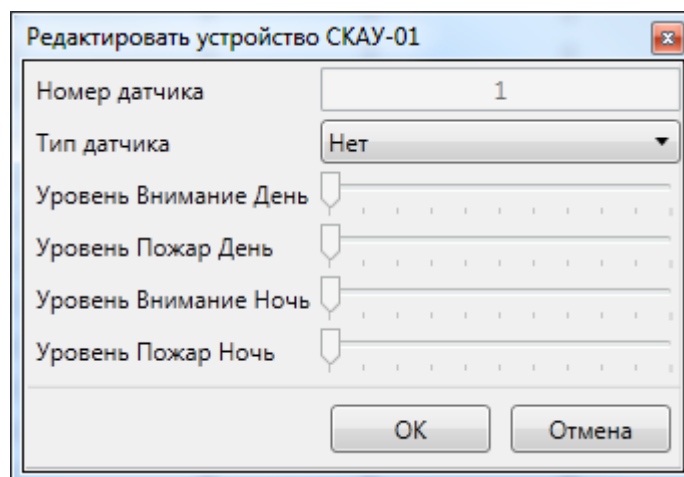 Редактировать устройство СКАУ-01
Номер датчика 1
Тип датчика Нет
Уровень Внимание День
Уровень Пожар День
Уровень Внимание Ночь
Уровень Пожар Ночь
OK Отмена